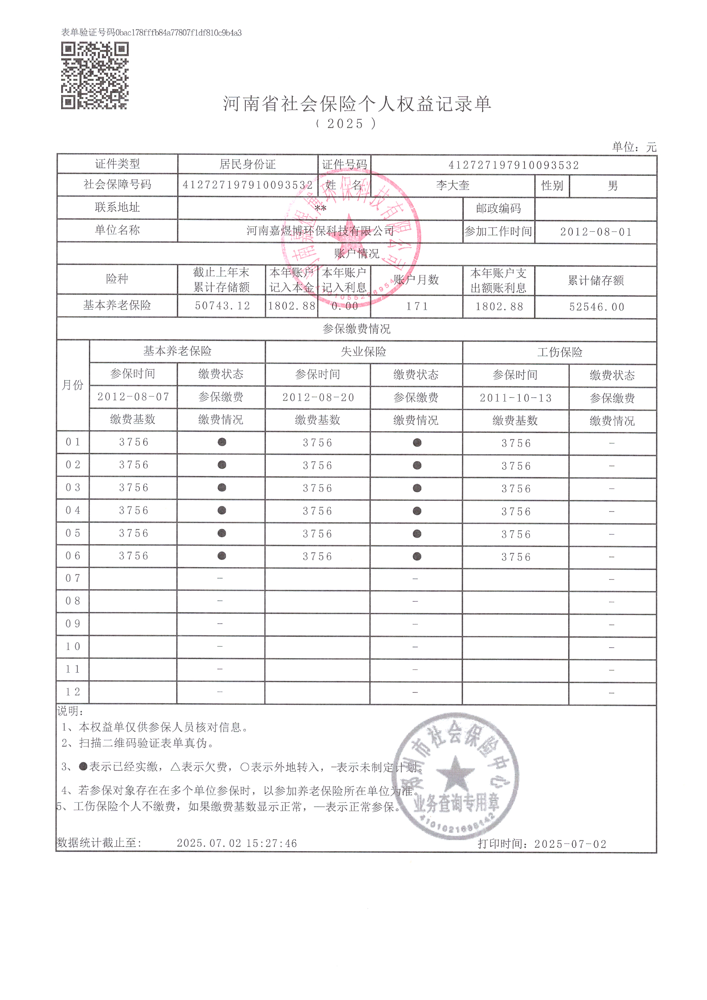 表单验证号码0bac178fffb84a77807f1df810c9b4a3
河南省社会保险个人权益记录单
( 2025 )
单位：元
证件类型 居民身份证 证件号码 412727197910093532
社会保障号码 412727197910093532 姓 名 李大奎 性别 男
联系地址 ** 邮政编码
单位名称 河南嘉煜博环保科技有限公司 参加工作时间 2012-08-01
账户情况
险种 截止上年末累计存储额 本年账户记入本金 本年账户记入利息 账户月数 本年账户支出额账利息 累计储存额
基本养老保险 50743.12 1802.88 0.00 171 1802.88 52546.00
参保缴费情况
月份 基本养老保险 失业保险 工伤保险
参保时间 缴费状态 参保时间 缴费状态 参保时间 缴费状态
2012-08-07 参保缴费 2012-08-20 参保缴费 2011-10-13 参保缴费
缴费基数 缴费情况 缴费基数 缴费情况 缴费基数 缴费情况
01 3756 ● 3756 ● 3756 -
02 3756 ● 3756 ● 3756 -
03 3756 ● 3756 ● 3756 -
04 3756 ● 3756 ● 3756 -
05 3756 ● 3756 ● 3756 -
06 3756 ● 3756 ● 3756 -
07 - - -
08 - - -
09 - - -
10 - - -
11 - - -
12 - - -
说明：
1、本权益单仅供参保人员核对信息。
2、扫描二维码验证表单真伪。
3、●表示已经实缴，△表示欠费，○表示外地转入，-表示未制定计划。
4、若参保对象存在在多个单位参保时，以参加养老保险所在单位为准。
5、工伤保险个人不缴费，如果缴费基数显示正常，—表示正常参保。
数据统计截止至： 2025.07.02 15:27:46 打印时间：2025-07-02
河南嘉煜博环保科技有限公司
郑州市社会保险中心
业务查询专用章